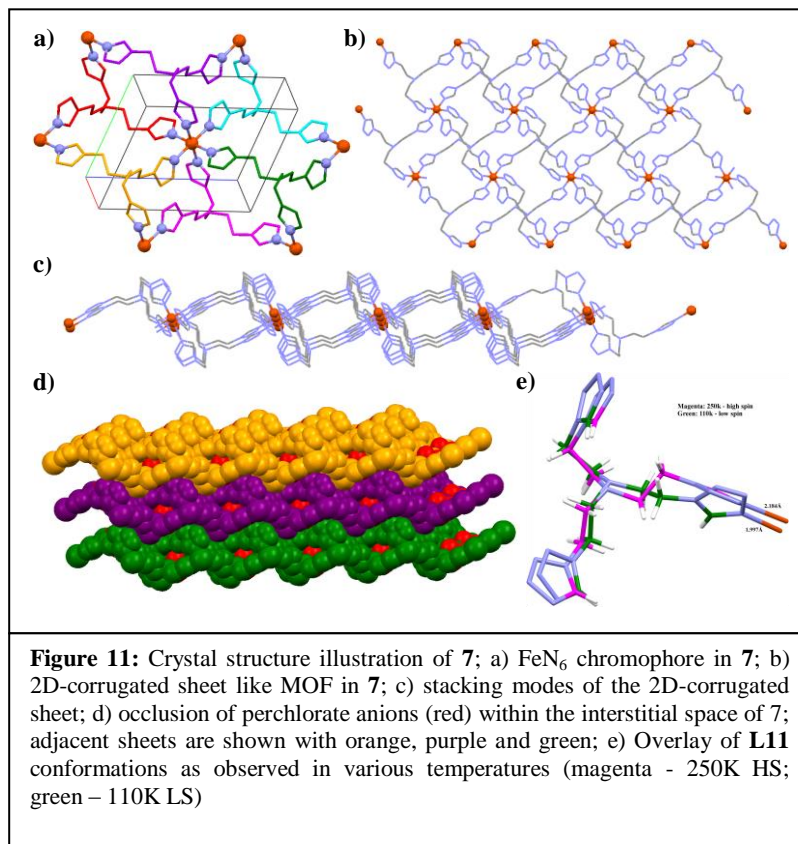 a)
b)
c)
d)
e)
Magenta: 250k - high spin
Green: 110k - low spin
2.184Å
1.997Å
Figure 11: Crystal structure illustration of 7; a) FeN₆ chromophore in 7; b)
2D-corrugated sheet like MOF in 7; c) stacking modes of the 2D-corrugated
sheet; d) occlusion of perchlorate anions (red) within the interstitial space of 7;
adjacent sheets are shown with orange, purple and green; e) Overlay of L11
conformations as observed in various temperatures (magenta - 250K HS;
green – 110K LS)